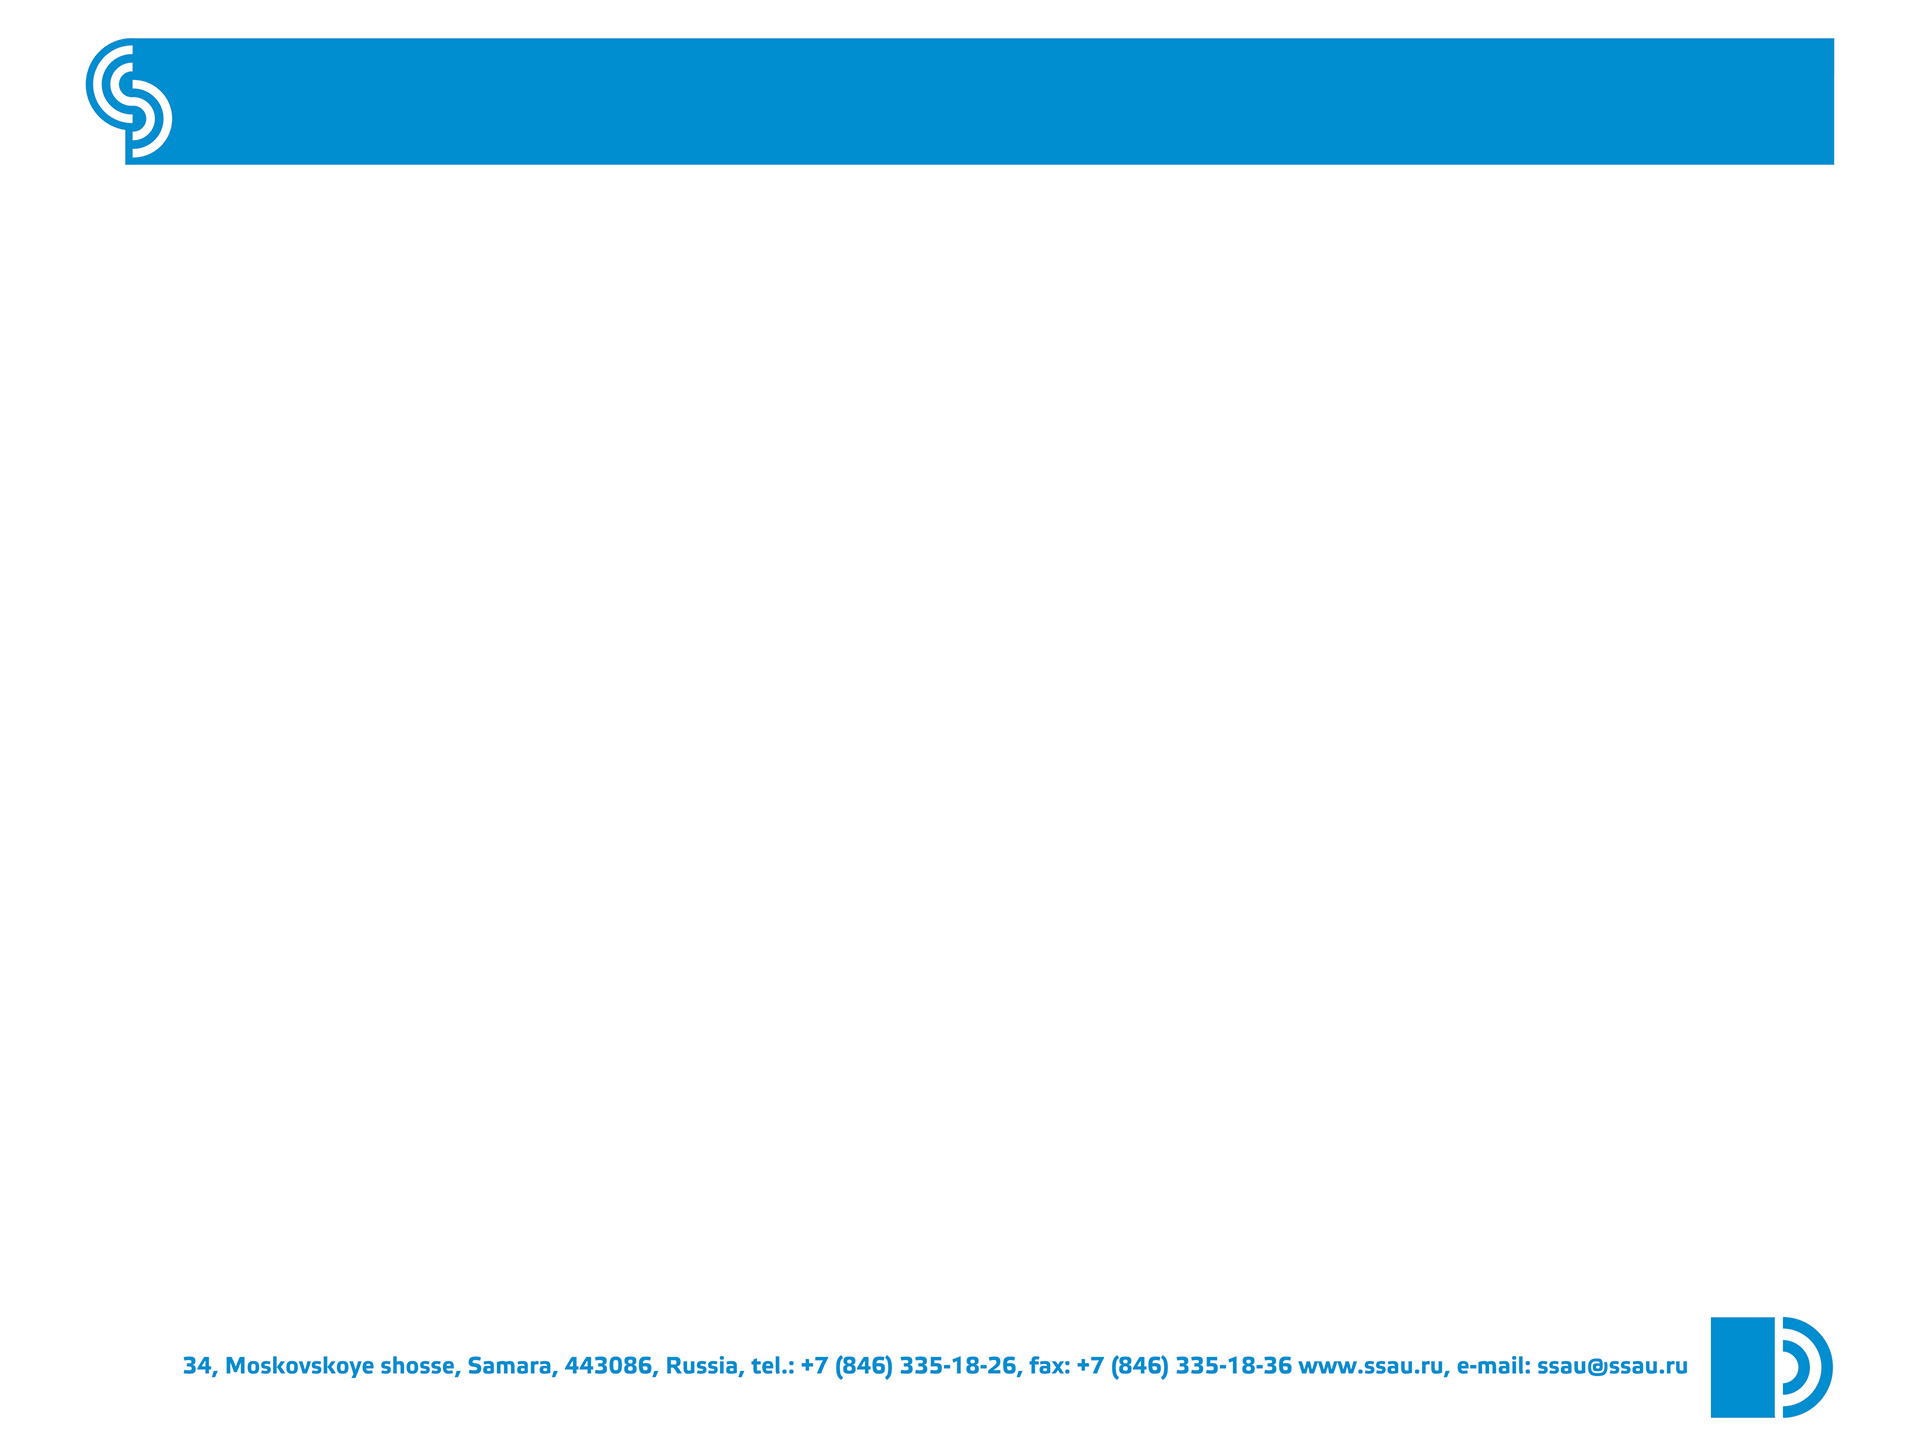 34, Moskovskoye shosse, Samara, 443086, Russia, tel.: +7 (846) 335-18-26, fax: +7 (846) 335-18-36 www.ssau.ru, e-mail: ssau@ssau.ru